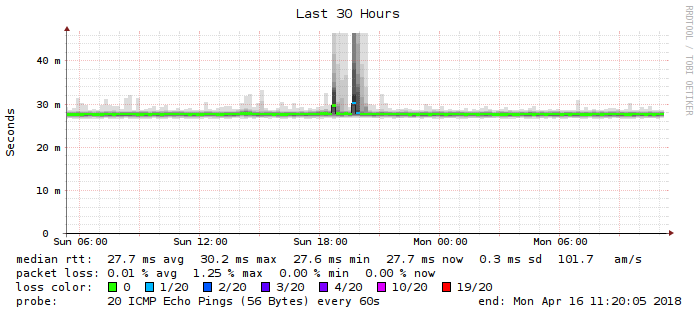 Last 30 Hours
RRDTOOL / TOBI OETIKER
Seconds
40 m
30 m
20 m
10 m
0
Sun 06:00 Sun 12:00 Sun 18:00 Mon 00:00 Mon 06:00
median rtt: 27.7 ms avg 30.2 ms max 27.6 ms min 27.7 ms now 0.3 ms sd 101.7 am/s
packet loss: 0.01 % avg 1.25 % max 0.00 % min 0.00 % now
loss color: 0 1/20 2/20 3/20 4/20 10/20 19/20
probe: 20 ICMP Echo Pings (56 Bytes) every 60s end: Mon Apr 16 11:20:05 2018